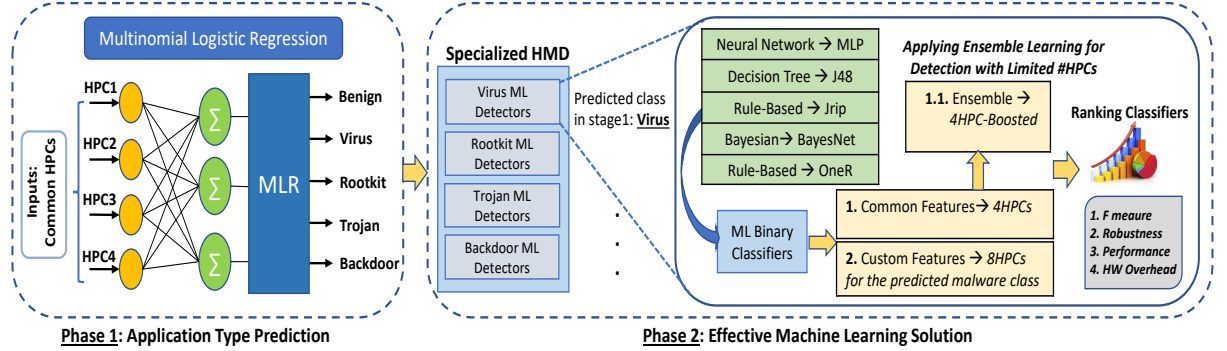 Multinomial Logistic Regression
Inputs:
Common HPCs
HPC1
HPC2
HPC3
HPC4
∑
∑
∑
MLR
Benign
Virus
Rootkit
Trojan
Backdoor
Phase 1: Application Type Prediction
Specialized HMD
Virus ML
Detectors
Rootkit ML
Detectors
Trojan ML
Detectors
Backdoor ML
Detectors
Predicted class
in stage1: Virus
.
.
.
Neural Network → MLP
Decision Tree → J48
Rule-Based → Jrip
Bayesian→ BayesNet
Rule-Based → OneR
ML Binary
Classifiers
Applying Ensemble Learning for
Detection with Limited #HPCs
1.1. Ensemble →
4HPC-Boosted
1. Common Features→ 4HPCs
2. Custom Features → 8HPCs
for the predicted malware class
Ranking Classifiers
1. F meaure
2. Robustness
3. Performance
4. HW Overhead
Phase 2: Effective Machine Learning Solution